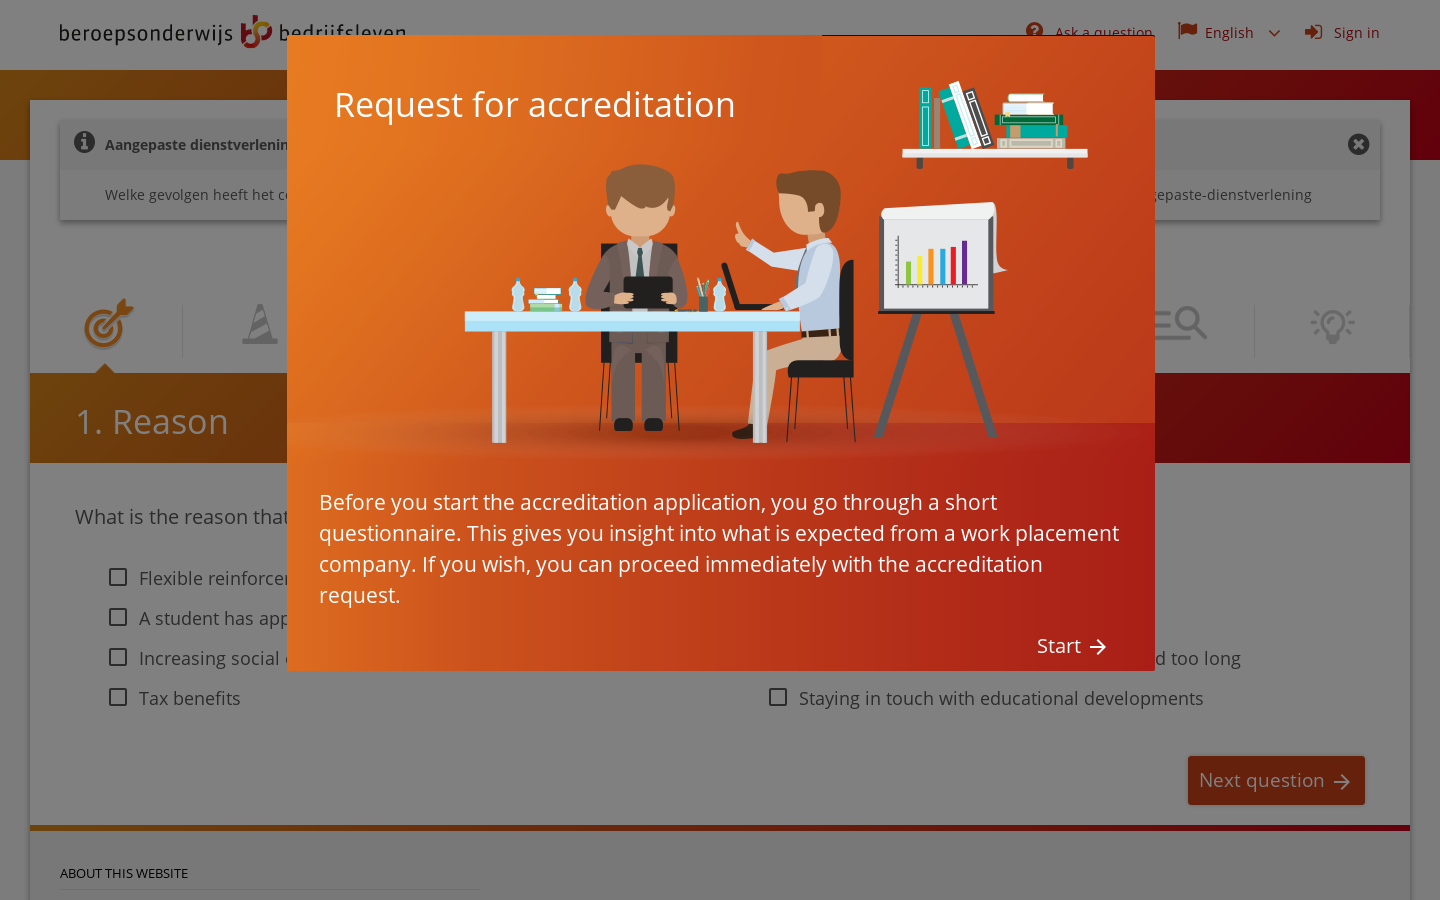 beroepsonderwijs bedrijfsleven
Ask a question
English
Sign in
Request for accreditation
Aangepaste
Welke gevolgen heeft het
gepaste-dienstverlening
1. Reason
What is the reason that
Before you start the accreditation application, you go through a short
questionnaire. This gives you insight into what is expected from a work placement
company. If you wish, you can proceed immediately with the accreditation
request.
Start
Flexible
A student has
Increasing social
d too long
Tax benefits
Staying in touch with educational developments
Next question
ABOUT THIS WEBSITE